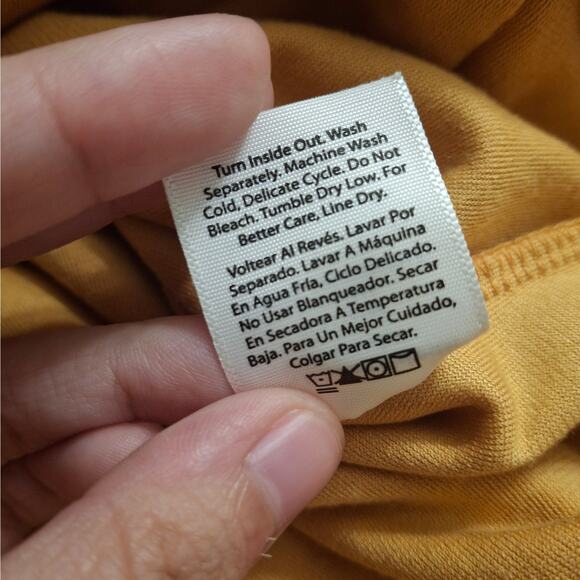 Turn Inside Out. Wash
Separately. Machine Wash
Cold, Delicate Cycle. Do Not
Bleach. Tumble Dry Low. For
Better Care, Line Dry.
Voltear Al Revés. Lavar Por
Separado. Lavar A Máquina
En Agua Fría, Ciclo Delicado.
No Usar Blanqueador. Secar
En Secadora A Temperatura
Baja. Para Un Mejor Cuidado,
Colgar Para Secar.